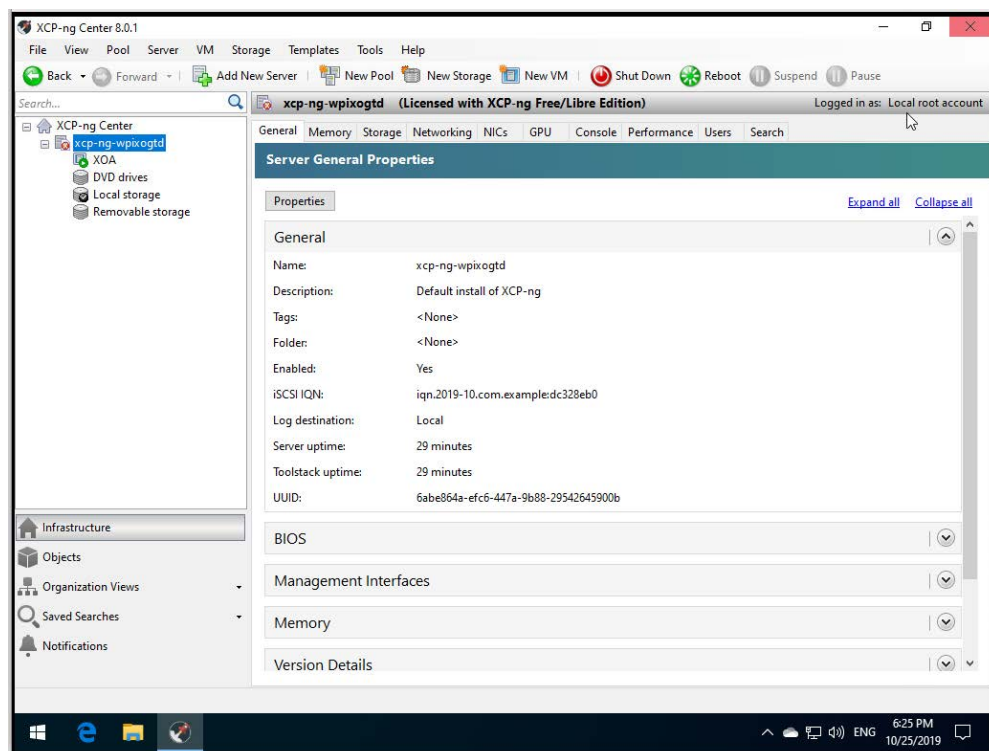 XCP-ng Center 8.0.1
File View Pool Server VM Storage Templates Tools Help
Back Forward Add New Server New Pool New Storage New VM Shut Down Reboot Suspend Pause
Search...
xcp-ng-wpixogtd (Licensed with XCP-ng Free/Libre Edition) Logged in as: Local root account
XCP-ng Center
xcp-ng-wpixogtd
XOA
DVD drives
Local storage
Removable storage
General Memory Storage Networking NICs GPU Console Performance Users Search
Server General Properties
Properties Expand all Collapse all
General
Name: xcp-ng-wpixogtd
Description: Default install of XCP-ng
Tags: <None>
Folder: <None>
Enabled: Yes
iSCSI IQN: iqn.2019-10.com.example:dc328eb0
Log destination: Local
Server uptime: 29 minutes
Toolstack uptime: 29 minutes
UUID: 6abe864a-efc6-447a-9b88-29542645900b
BIOS
Management Interfaces
Memory
Version Details
Infrastructure
Objects
Organization Views
Saved Searches
Notifications
ENG
6:25 PM
10/25/2019